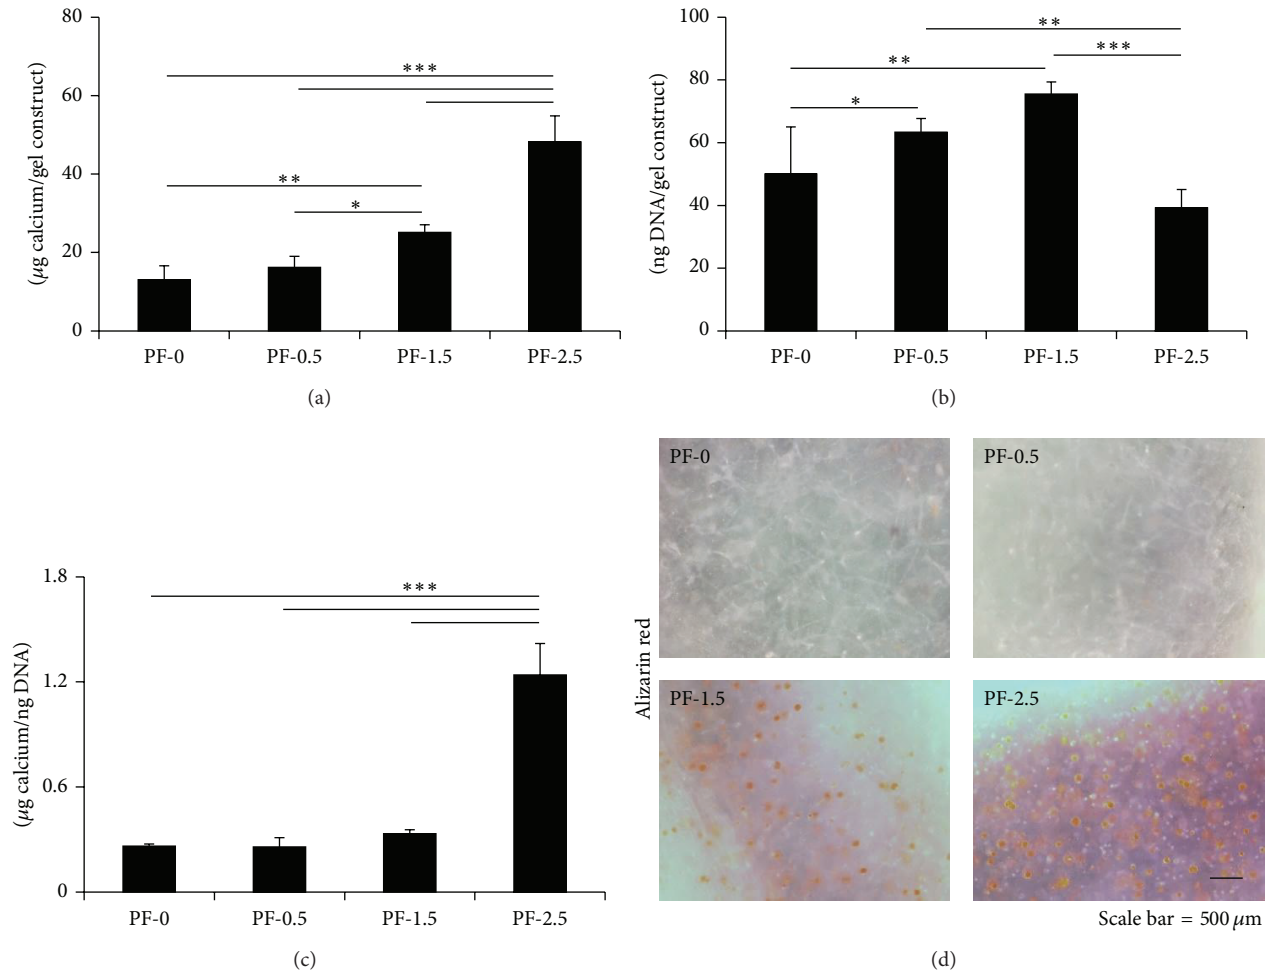 80
60
40
20
0
(μg calcium/gel construct)
***
**
*
PF-0 PF-0.5 PF-1.5 PF-2.5
(a)
100
80
60
40
20
0
(ng DNA/gel construct)
**
***
**
*
PF-0 PF-0.5 PF-1.5 PF-2.5
(b)
1.8
1.2
0.6
0
(μg calcium/ng DNA)
***
PF-0 PF-0.5 PF-1.5 PF-2.5
(c)
Alizarin red
PF-0 PF-0.5
PF-1.5 PF-2.5
Scale bar = 500 μm
(d)